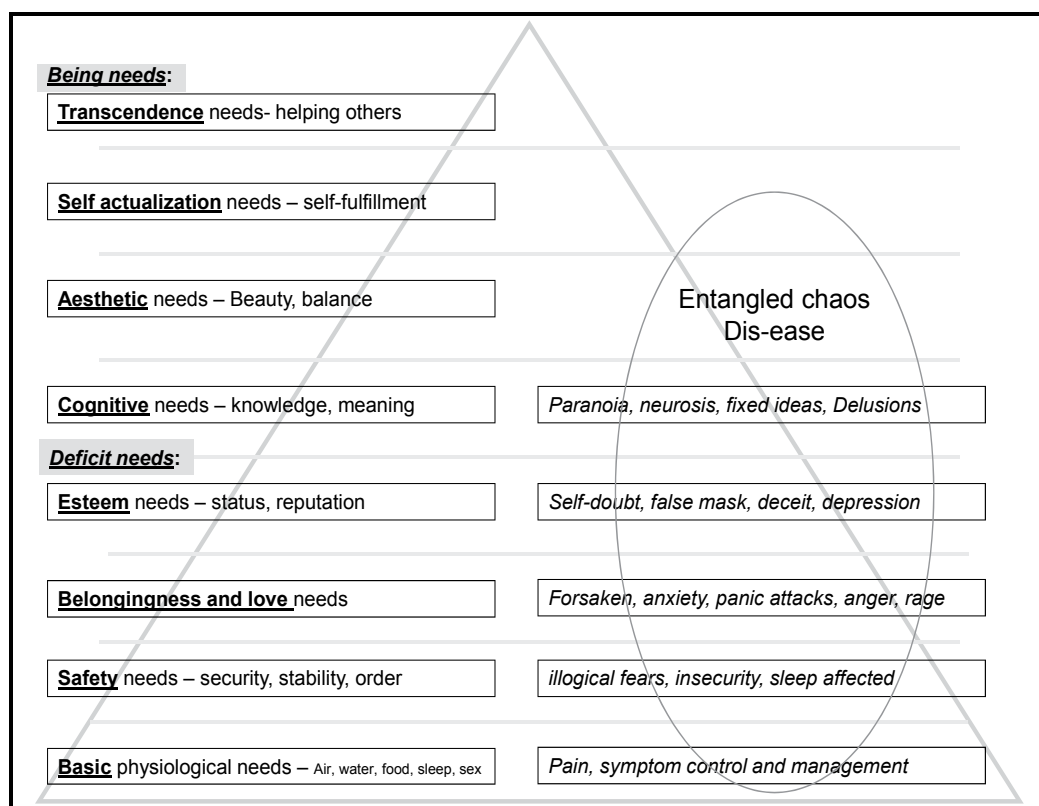 Being needs:
Transcendence needs- helping others
Self actualization needs – self-fulfillment
Aesthetic needs – Beauty, balance
Entangled chaos
Dis-ease
Cognitive needs – knowledge, meaning
Paranoia, neurosis, fixed ideas, Delusions
Deficit needs:
Esteem needs – status, reputation
Self-doubt, false mask, deceit, depression
Belongingness and love needs
Forsaken, anxiety, panic attacks, anger, rage
Safety needs – security, stability, order
illogical fears, insecurity, sleep affected
Basic physiological needs – Air, water, food, sleep, sex
Pain, symptom control and management